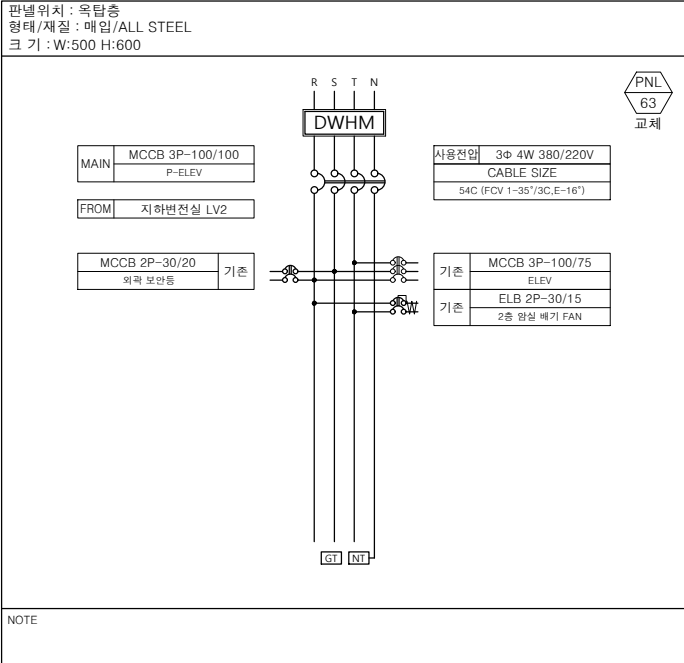 판넬위치 : 옥탑층
형태/재질 : 매입/ALL STEEL
크 기 : W:500 H:600
PNL
63
교체
R S T N
DWHM
MAIN MCCB 3P-100/100
P-ELEV
FROM 지하변전실 LV2
사용전압 3Φ 4W 380/220V
CABLE SIZE
54C (FCV 1-35°/3C,E-16°)
MCCB 2P-30/20 기존
외곽 보안등
기존 MCCB 3P-100/75
ELEV
기존 ELB 2P-30/15
2층 암실 배기 FAN
GT NT
NOTE